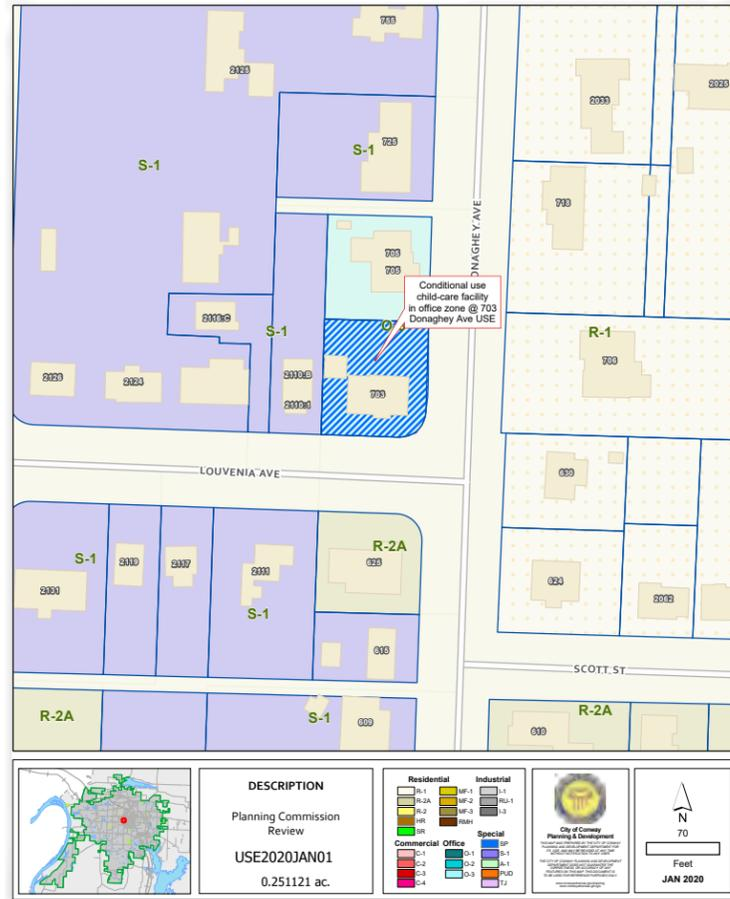 765
2125
2033
2025
725
S-1
S-1
718
DONAGHEY AVE
705
705
Conditional use
child-care facility
in office zone @ 703
Donaghey Ave USE
2118-C
S-1
R-1
706
2126
2124
2110-B
2110-1
703
LOUVENIA AVE
630
S-1
2119
2117
2111
R-2A
625
2131
S-1
624
2062
615
SCOTT ST
R-2A
S-1
609
R-2A
610
DESCRIPTION
Planning Commission
Review
USE2020JAN01
0.251121 ac.
Residential
R-1
R-2A
R-2
HR
SR
MF-1
MF-2
MF-3
RMH
Industrial
I-1
RU-1
I-3
Commercial
C-1
C-2
C-3
C-4
Office
O-1
O-2
O-3
Special
SP
S-1
A-1
PUD
TJ
City of Conway
Planning & Development
N
70
Feet
JAN 2020